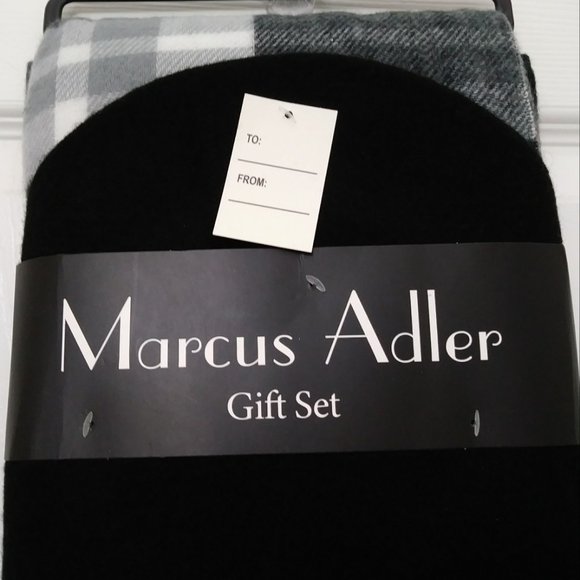 TO:
FROM:
Marcus Adler
Gift Set